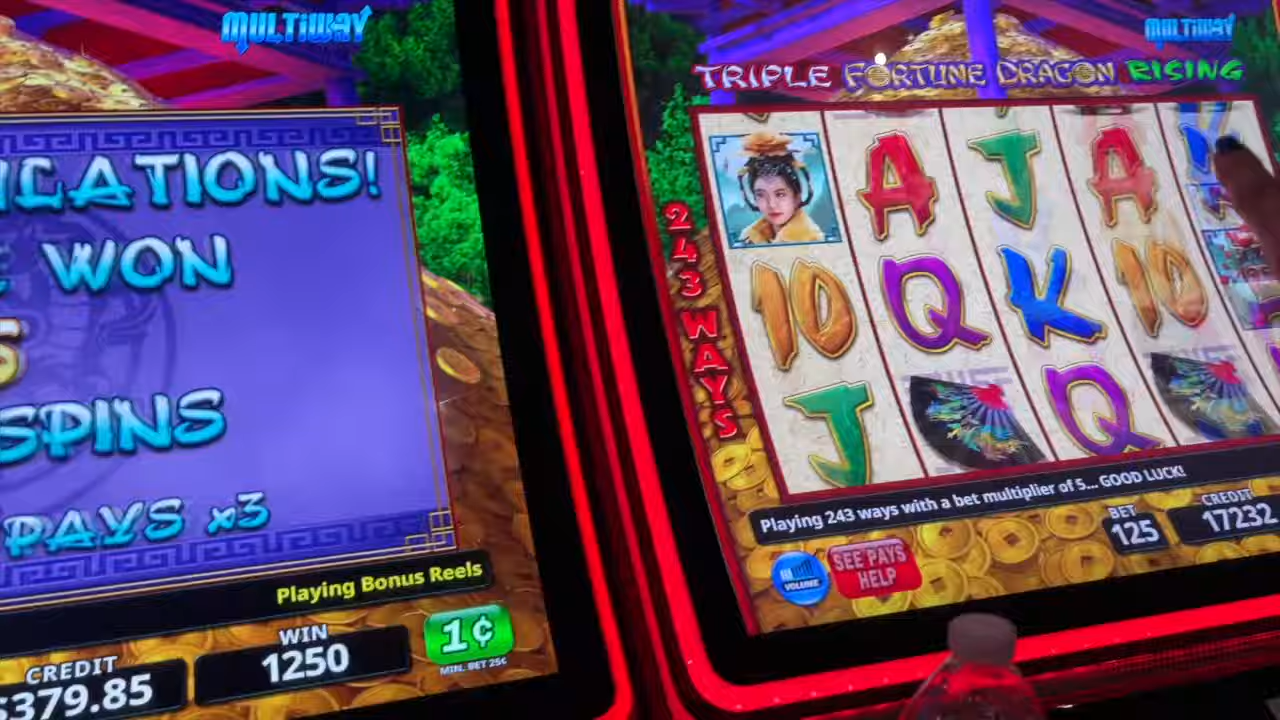 MULTIWAY
ULATIONS!
WON
SPINS
PAYS x3
Playing Bonus Reels
CREDIT
$379.85
WIN
1250
1¢
MIN. BET 25¢
MULTIWAY
TRIPLE FORTUNE DRAGON RISING
243 WAYS
A J A
10 Q K 10
J Q
Playing 243 ways with a bet multiplier of 5... GOOD LUCK!
VOLUME
SEE PAYS
HELP
BET
125
CREDIT
17232